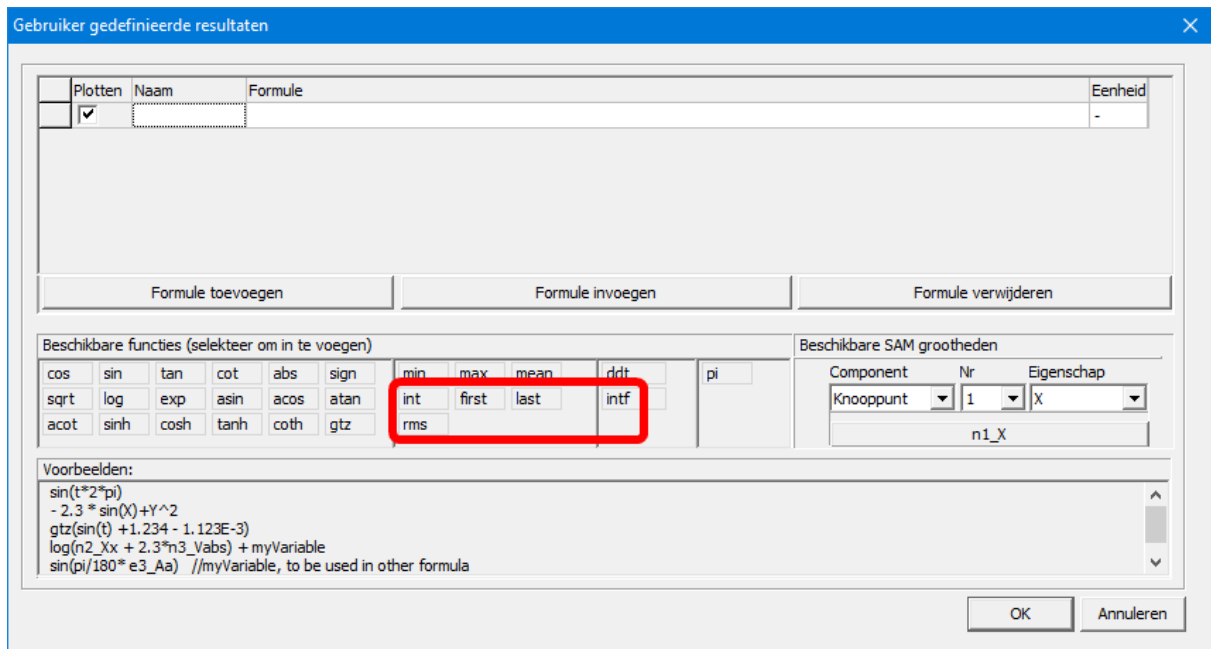 Gebruiker gedefinieerde resultaten
Plotten Naam Formule Eenheid
-
Formule toevoegen Formule invoegen Formule verwijderen
Beschikbare functies (selekteer om in te voegen) Beschikbare SAM grootheden
cos sin tan cot abs sign min max mean ddt pi Component Nr Eigenschap
sqrt log exp asin acos atan int first last intf Knooppunt 1 X
acot sinh cosh tanh coth gtz rms n1_X
Voorbeelden:
sin(t*2*pi)
- 2.3 * sin(X)+Y^2
gtz(sin(t) +1.234 - 1.123E-3)
log(n2_Xx + 2.3*n3_Vabs) + myVariable
sin(pi/180* e3_Aa) //myVariable, to be used in other formula
OK Annuleren